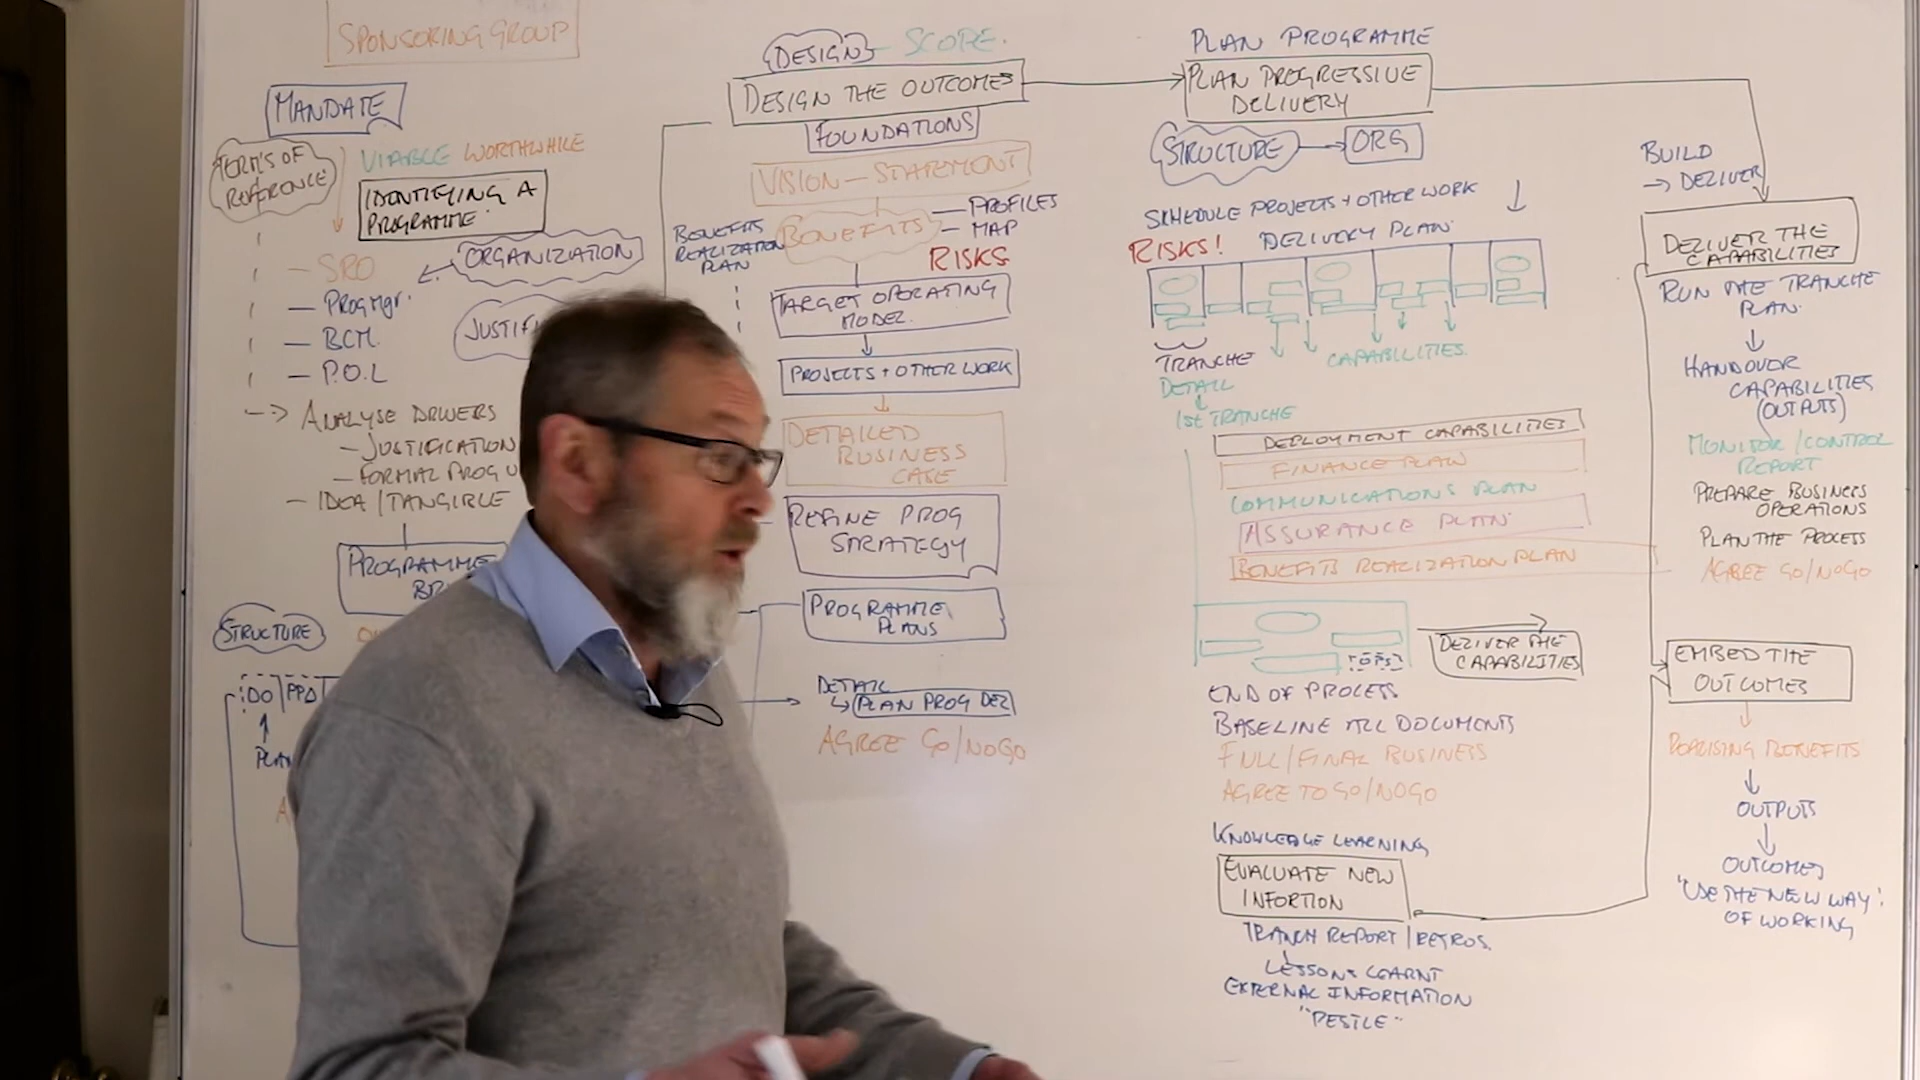 SPONSORING GROUP
MANDATE
TERM'S OF
REFERENCE
VIABLE WORTHWHILE
IDENTIFYING A
PROGRAMME
ORGANIZATION
- SRO
- PROG Mgr.
- BCM.
- P.O.L
JUSTIF
-> ANALYSE DRIVERS
- JUSTIFICATION
- FORMAL PROG
- IDEA / TANGIBLE
PROGRAMME
BR
STRUCTURE
DO PPD
PLAN
DESIGN - SCOPE.
DESIGN THE OUTCOMES
FOUNDATIONS
VISION - STATEMENT
BENEFITS
REALIZATION
PLAN
BENEFITS
- PROFILES
- MAP
RISKS
TARGET OPERATING
MODEL.
PROJECTS + OTHER WORK
DETAILED
BUSINESS
CASE
REFINE PROG
STRATEGY
PROGRAMME
PLANS
DETAIL
PLAN PROG DEL
AGREE GO/NOGO
PLAN PROGRAMME
PLAN PROGRESSIVE
DELIVERY
STRUCTURE
ORG
SCHEDULE PROJECTS + OTHER WORK
RISKS! DELIVERY PLAN.
TRANCHE
CAPABILITIES.
DETAIL
1st TRANCHE
DEPLOYMENT CAPABILITIES
FINANCE PLAN
COMMUNICATIONS PLAN
ASSURANCE PLAN.
BENEFITS REALIZATION PLAN
OPS
DELIVER THE
CAPABILITIES
END OF PROCESS
BASELINE ALL DOCUMENTS
FULL/FINAL BUSINESS
AGREE TO GO/NOGO
KNOWLEDGE LEARNING
EVALUATE NEW
INFORTION
TRANCH REPORT / RETROS.
LESSONS LEARNT
EXTERNAL INFORMATION
"PESTLE"
BUILD
-> DELIVER
DELIVER THE
CAPABILITIES
RUN THE TRANCHE
PLAN.
HANDOVER
CAPABILITIES
(OUTPUTS)
MONITOR / CONTROL
REPORT
PREPARE BUSINESS
OPERATIONS
PLAN THE PROCESS
AGREE GO/NOGO
EMBED THE
OUTCOMES
BENEFITS
OUTPUTS
OUTCOMES
'USE THE NEW WAY'.
OF WORKING